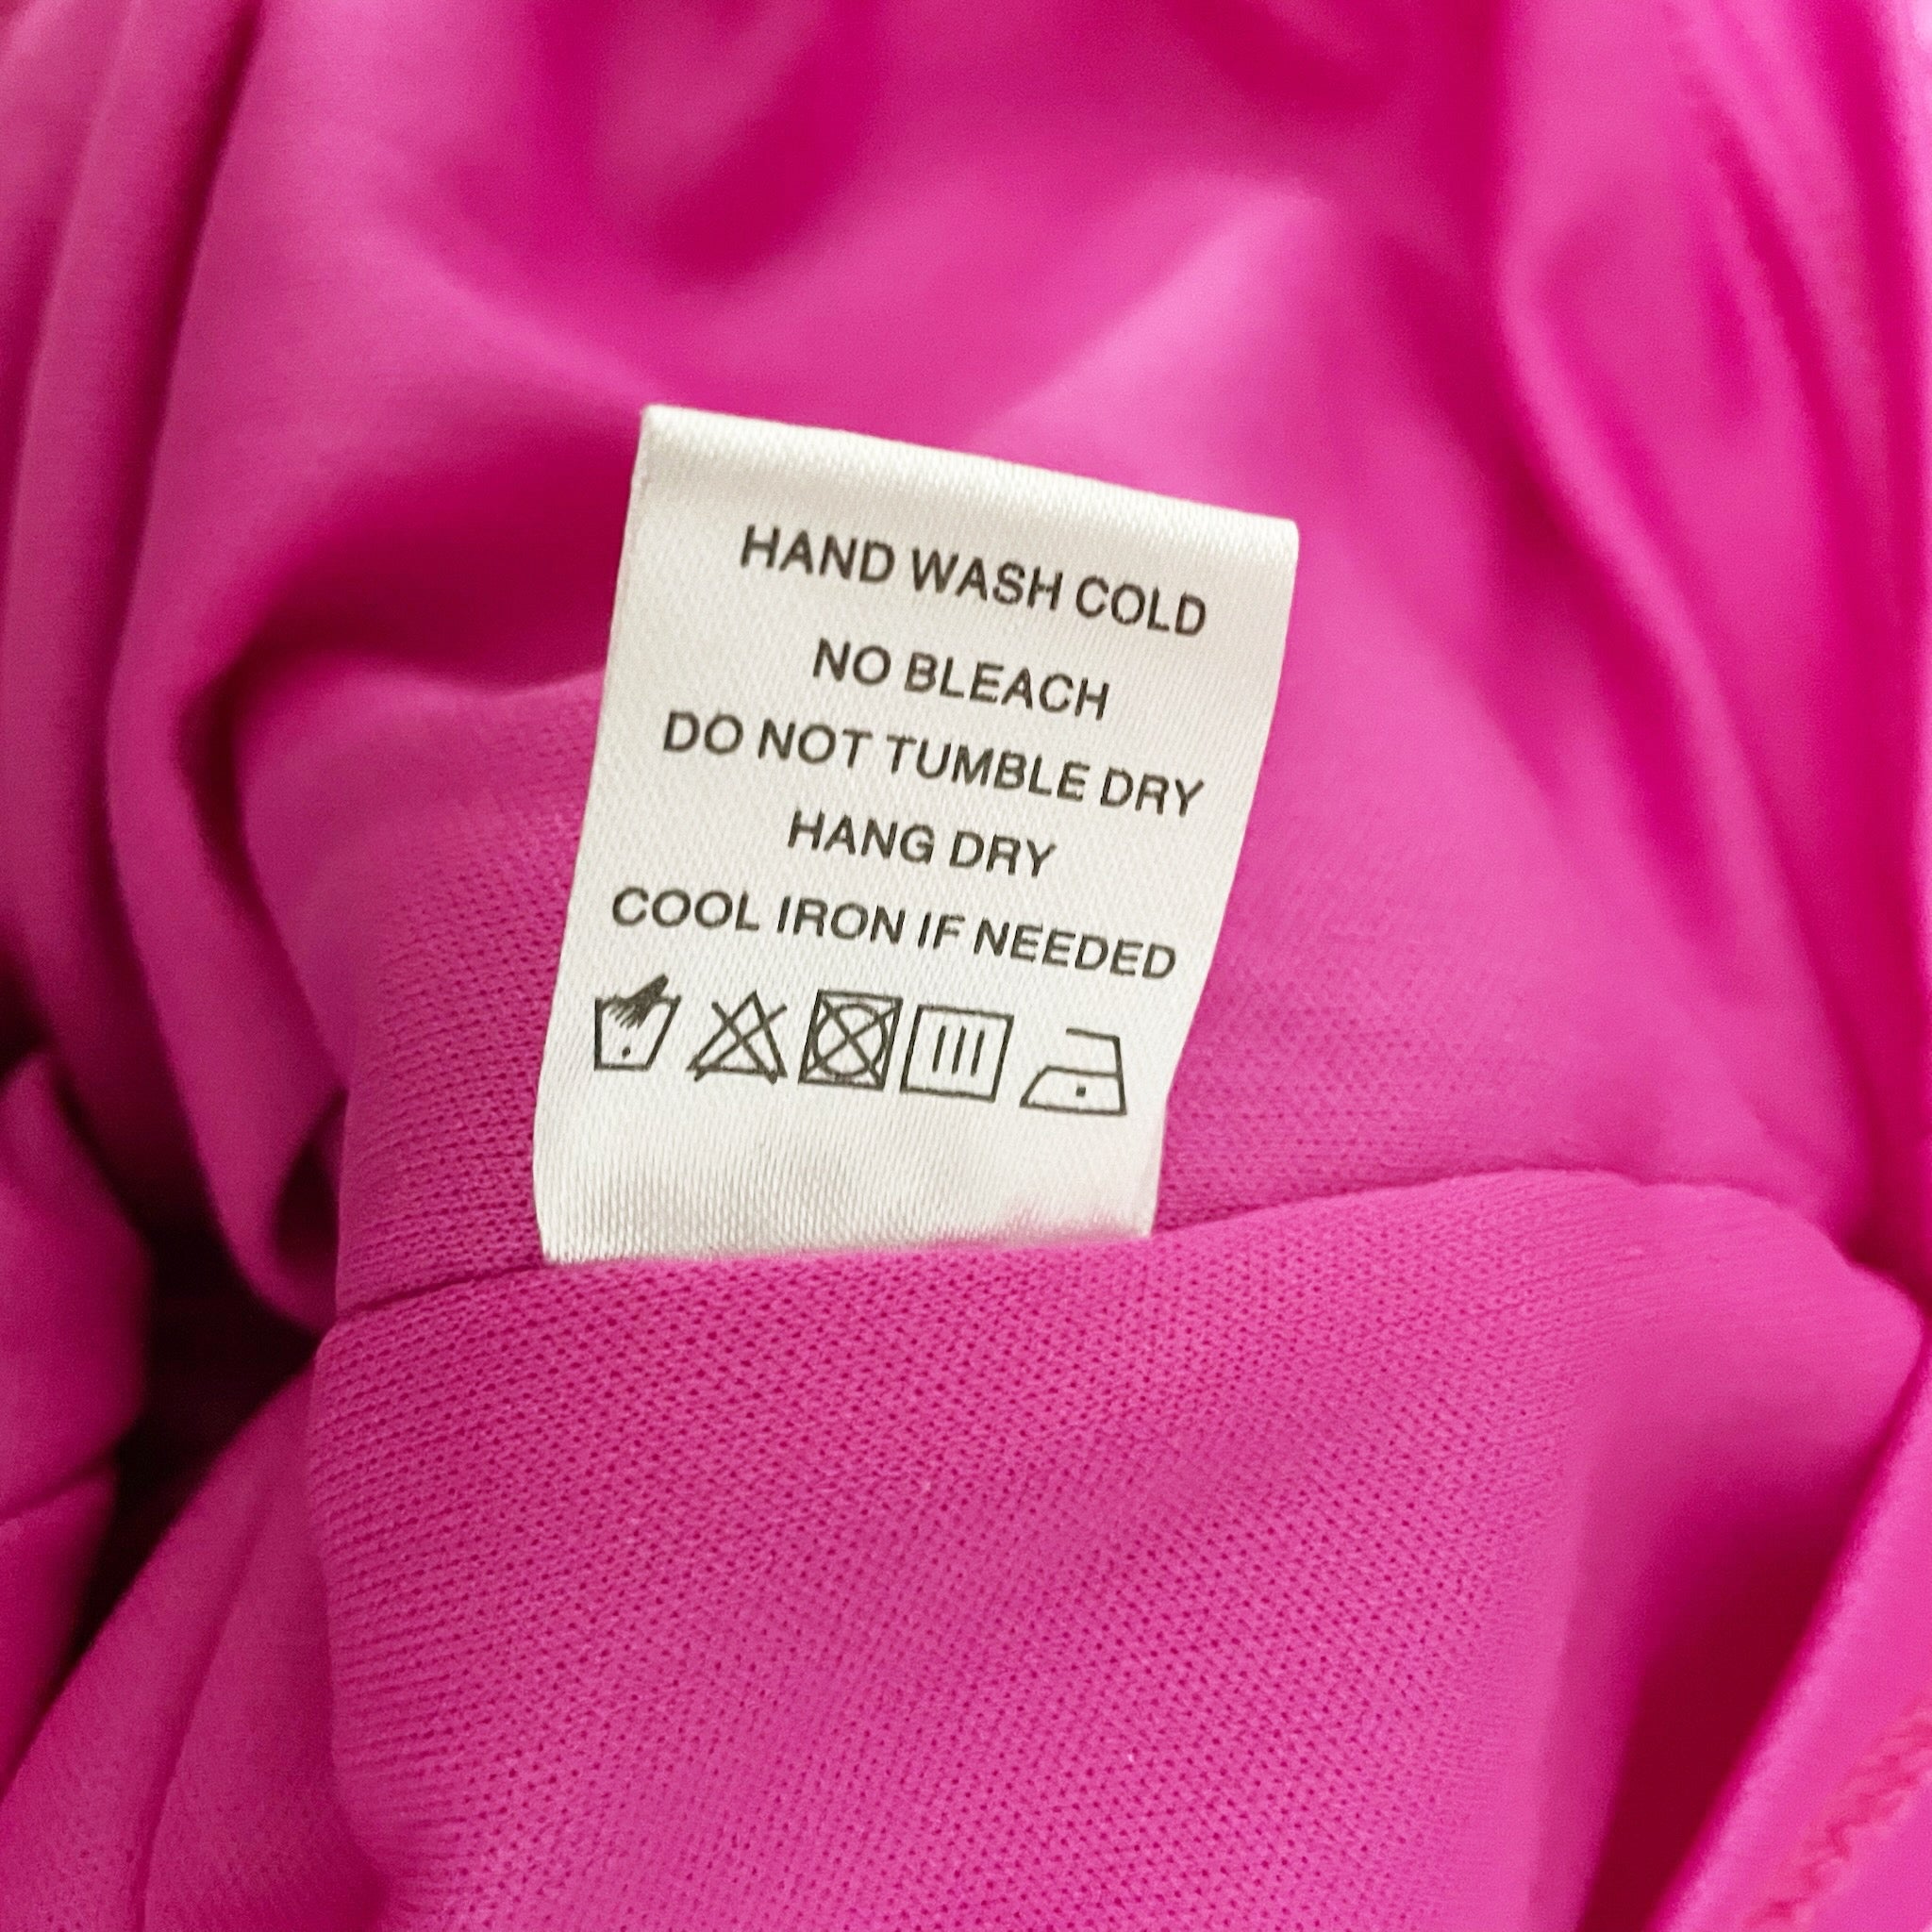 HAND WASH COLD
NO BLEACH
DO NOT TUMBLE DRY
HANG DRY
COOL IRON IF NEEDED